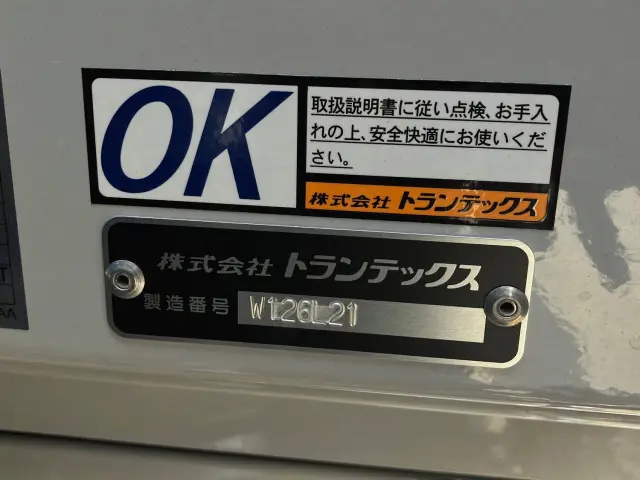 OK
取扱説明書に従い点検、お手入
れの上、安全快適にお使いくだ
さい。
株式会社 トランテックス
株式会社 トランテックス
製造番号 W126L21
T
AA